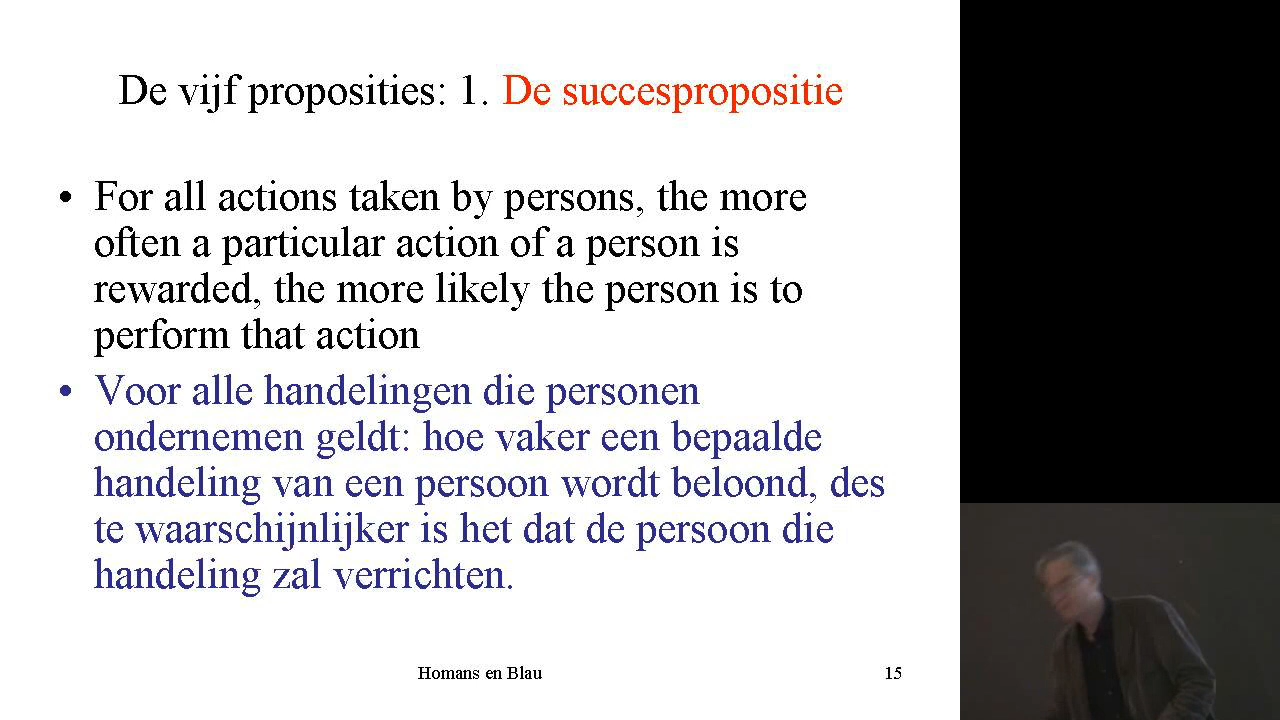 De vijf proposities: 1. De succespropositie
• For all actions taken by persons, the more
often a particular action of a person is
rewarded, the more likely the person is to
perform that action
• Voor alle handelingen die personen
ondernemen geldt: hoe vaker een bepaalde
handeling van een persoon wordt beloond, des
te waarschijnlijker is het dat de persoon die
handeling zal verrichten.
Homans en Blau
15